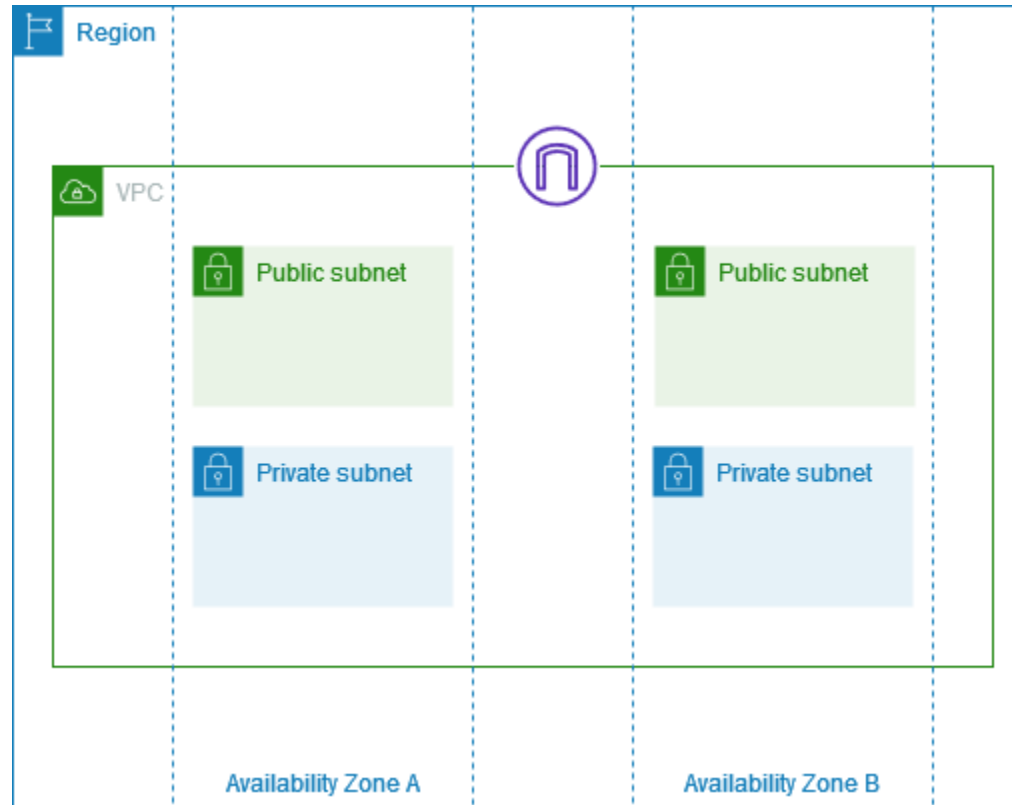 Region
VPC
Public subnet
Public subnet
Private subnet
Private subnet
Availability Zone A
Availability Zone B